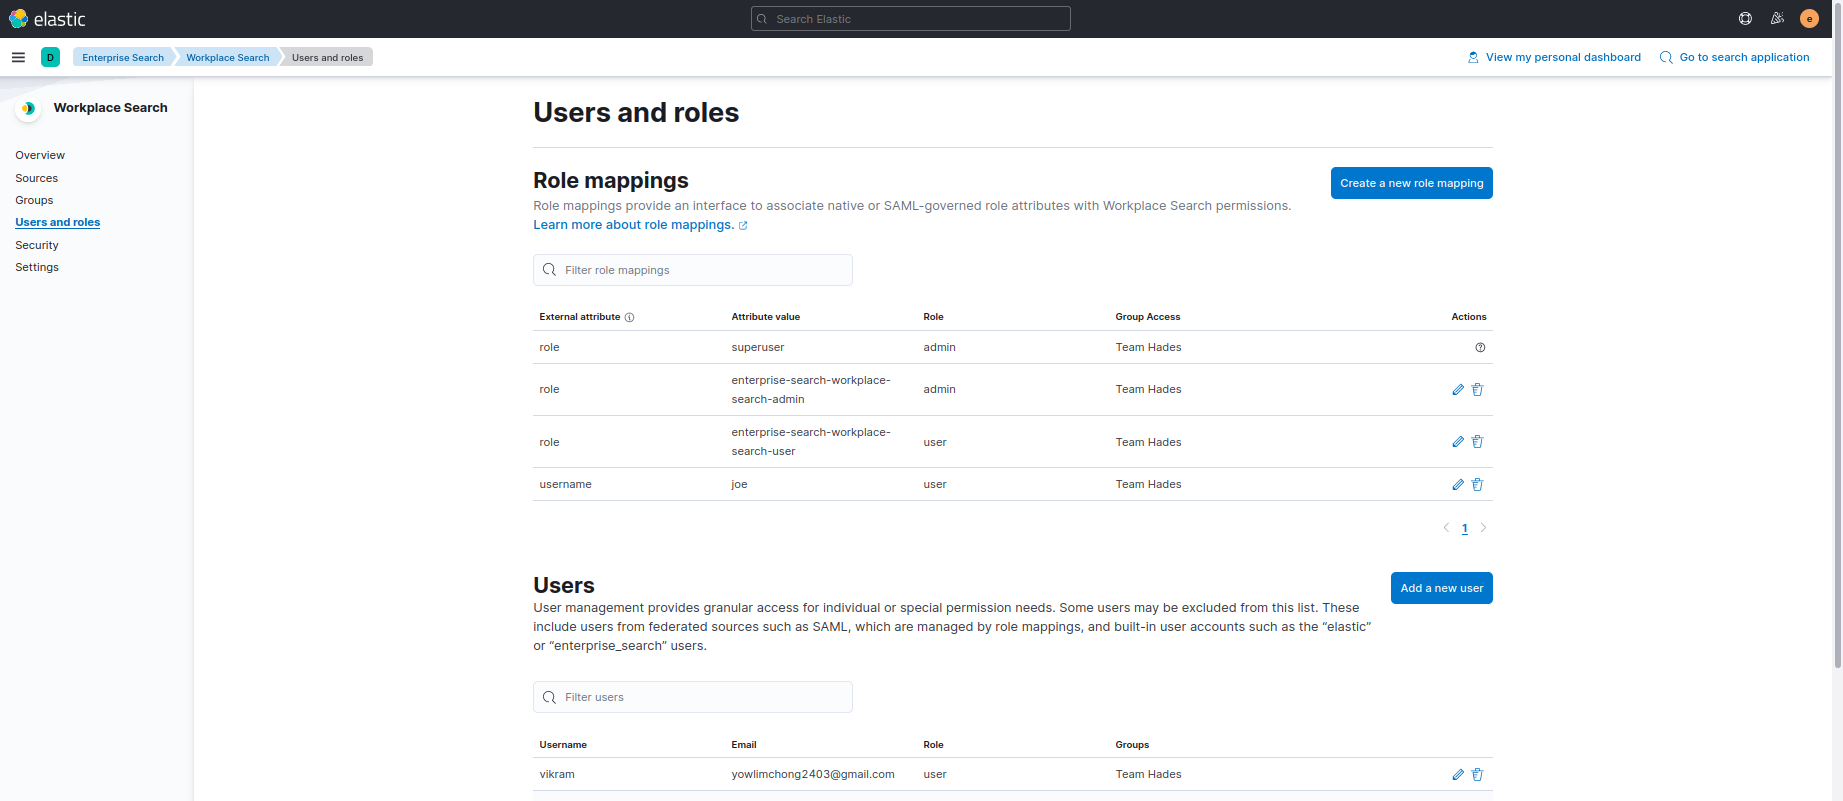 elastic
Search Elastic
e
D
Enterprise Search
Workplace Search
Users and roles
View my personal dashboard
Go to search application
Workplace Search
Overview
Sources
Groups
Users and roles
Security
Settings
Users and roles
Role mappings
Create a new role mapping
Role mappings provide an interface to associate native or SAML-governed role attributes with Workplace Search permissions.
Learn more about role mappings.
Filter role mappings
External attribute Attribute value Role Group Access Actions
role superuser admin Team Hades
role enterprise-search-workplace- admin Team Hades
search-admin
role enterprise-search-workplace- user Team Hades
search-user
username joe user Team Hades
1
Users
Add a new user
User management provides granular access for individual or special permission needs. Some users may be excluded from this list. These
include users from federated sources such as SAML, which are managed by role mappings, and built-in user accounts such as the “elastic”
or “enterprise_search” users.
Filter users
Username Email Role Groups
vikram yowlimchong2403@gmail.com user Team Hades